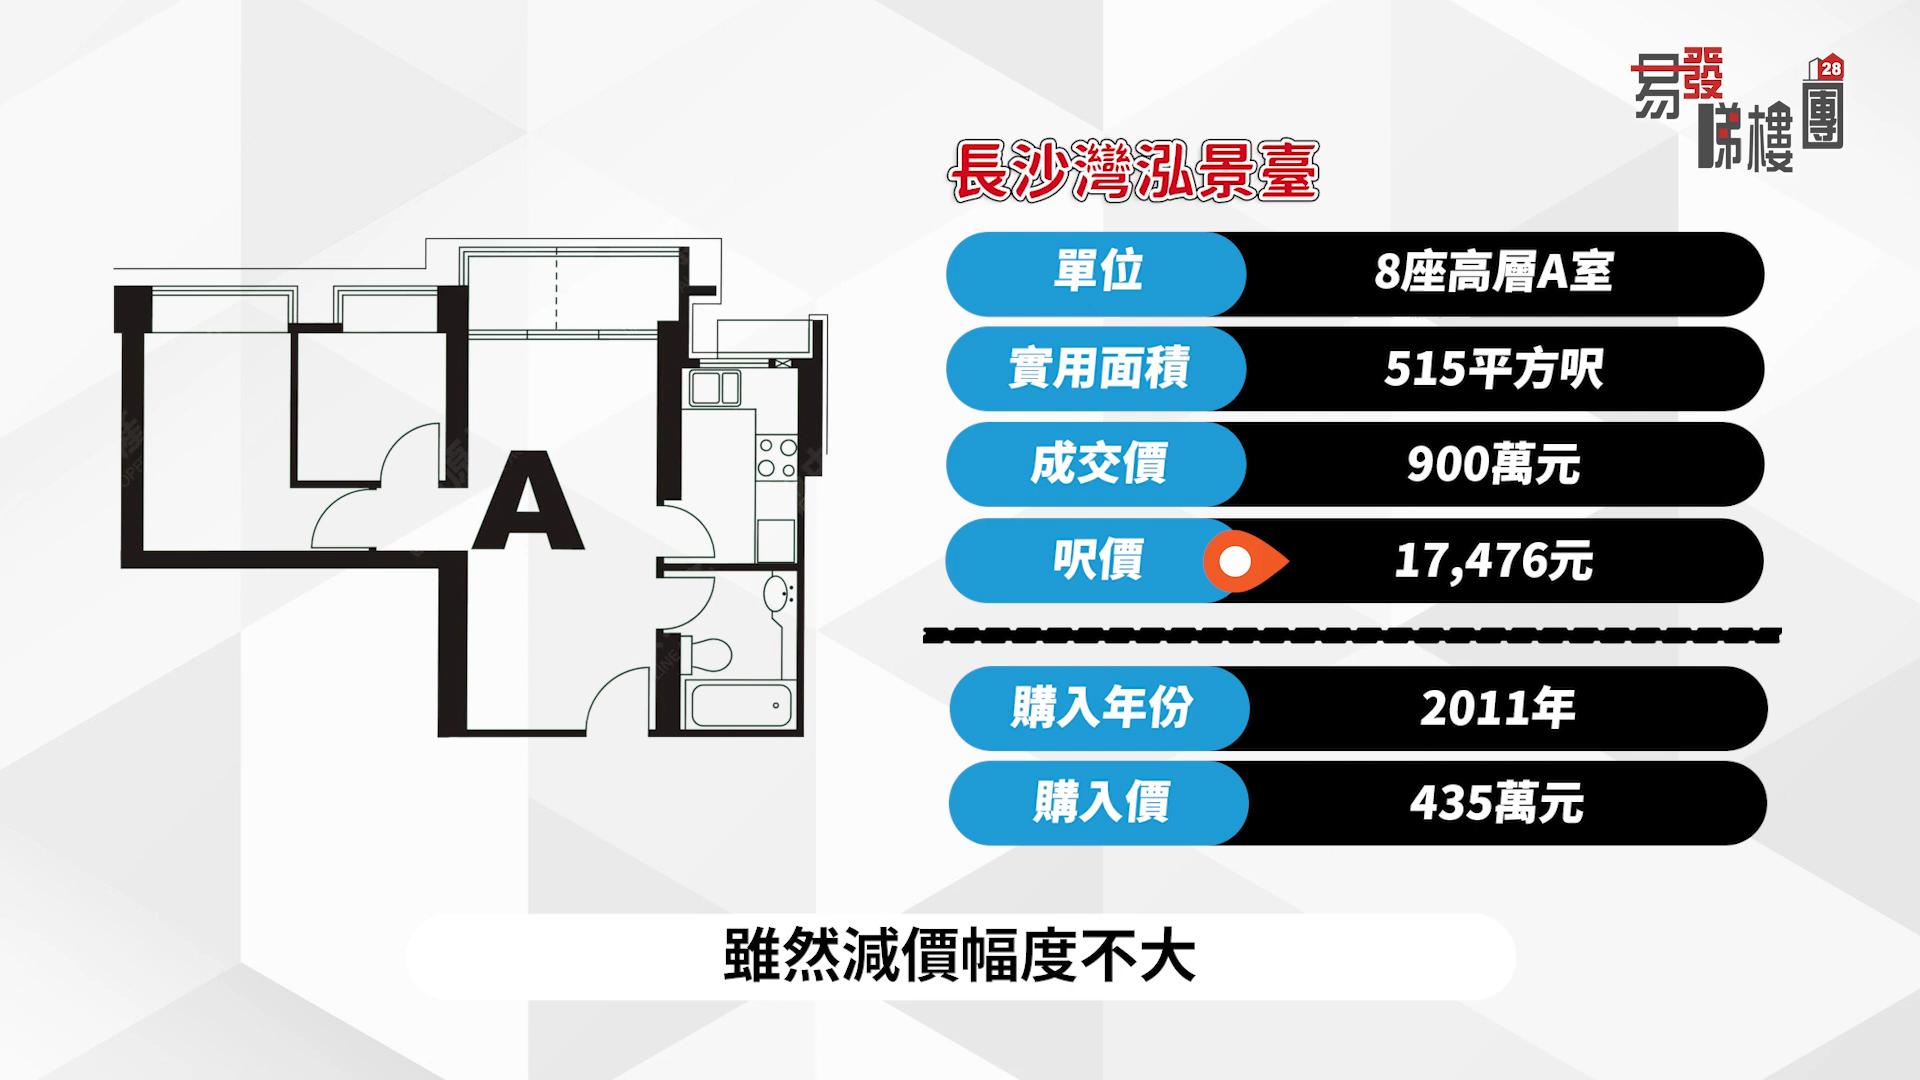 易發睇樓團
28
長沙灣泓景臺
單位 8座高層A室
實用面積 515平方呎
成交價 900萬元
呎價 17,476元
購入年份 2011年
購入價 435萬元
A
雖然減價幅度不大